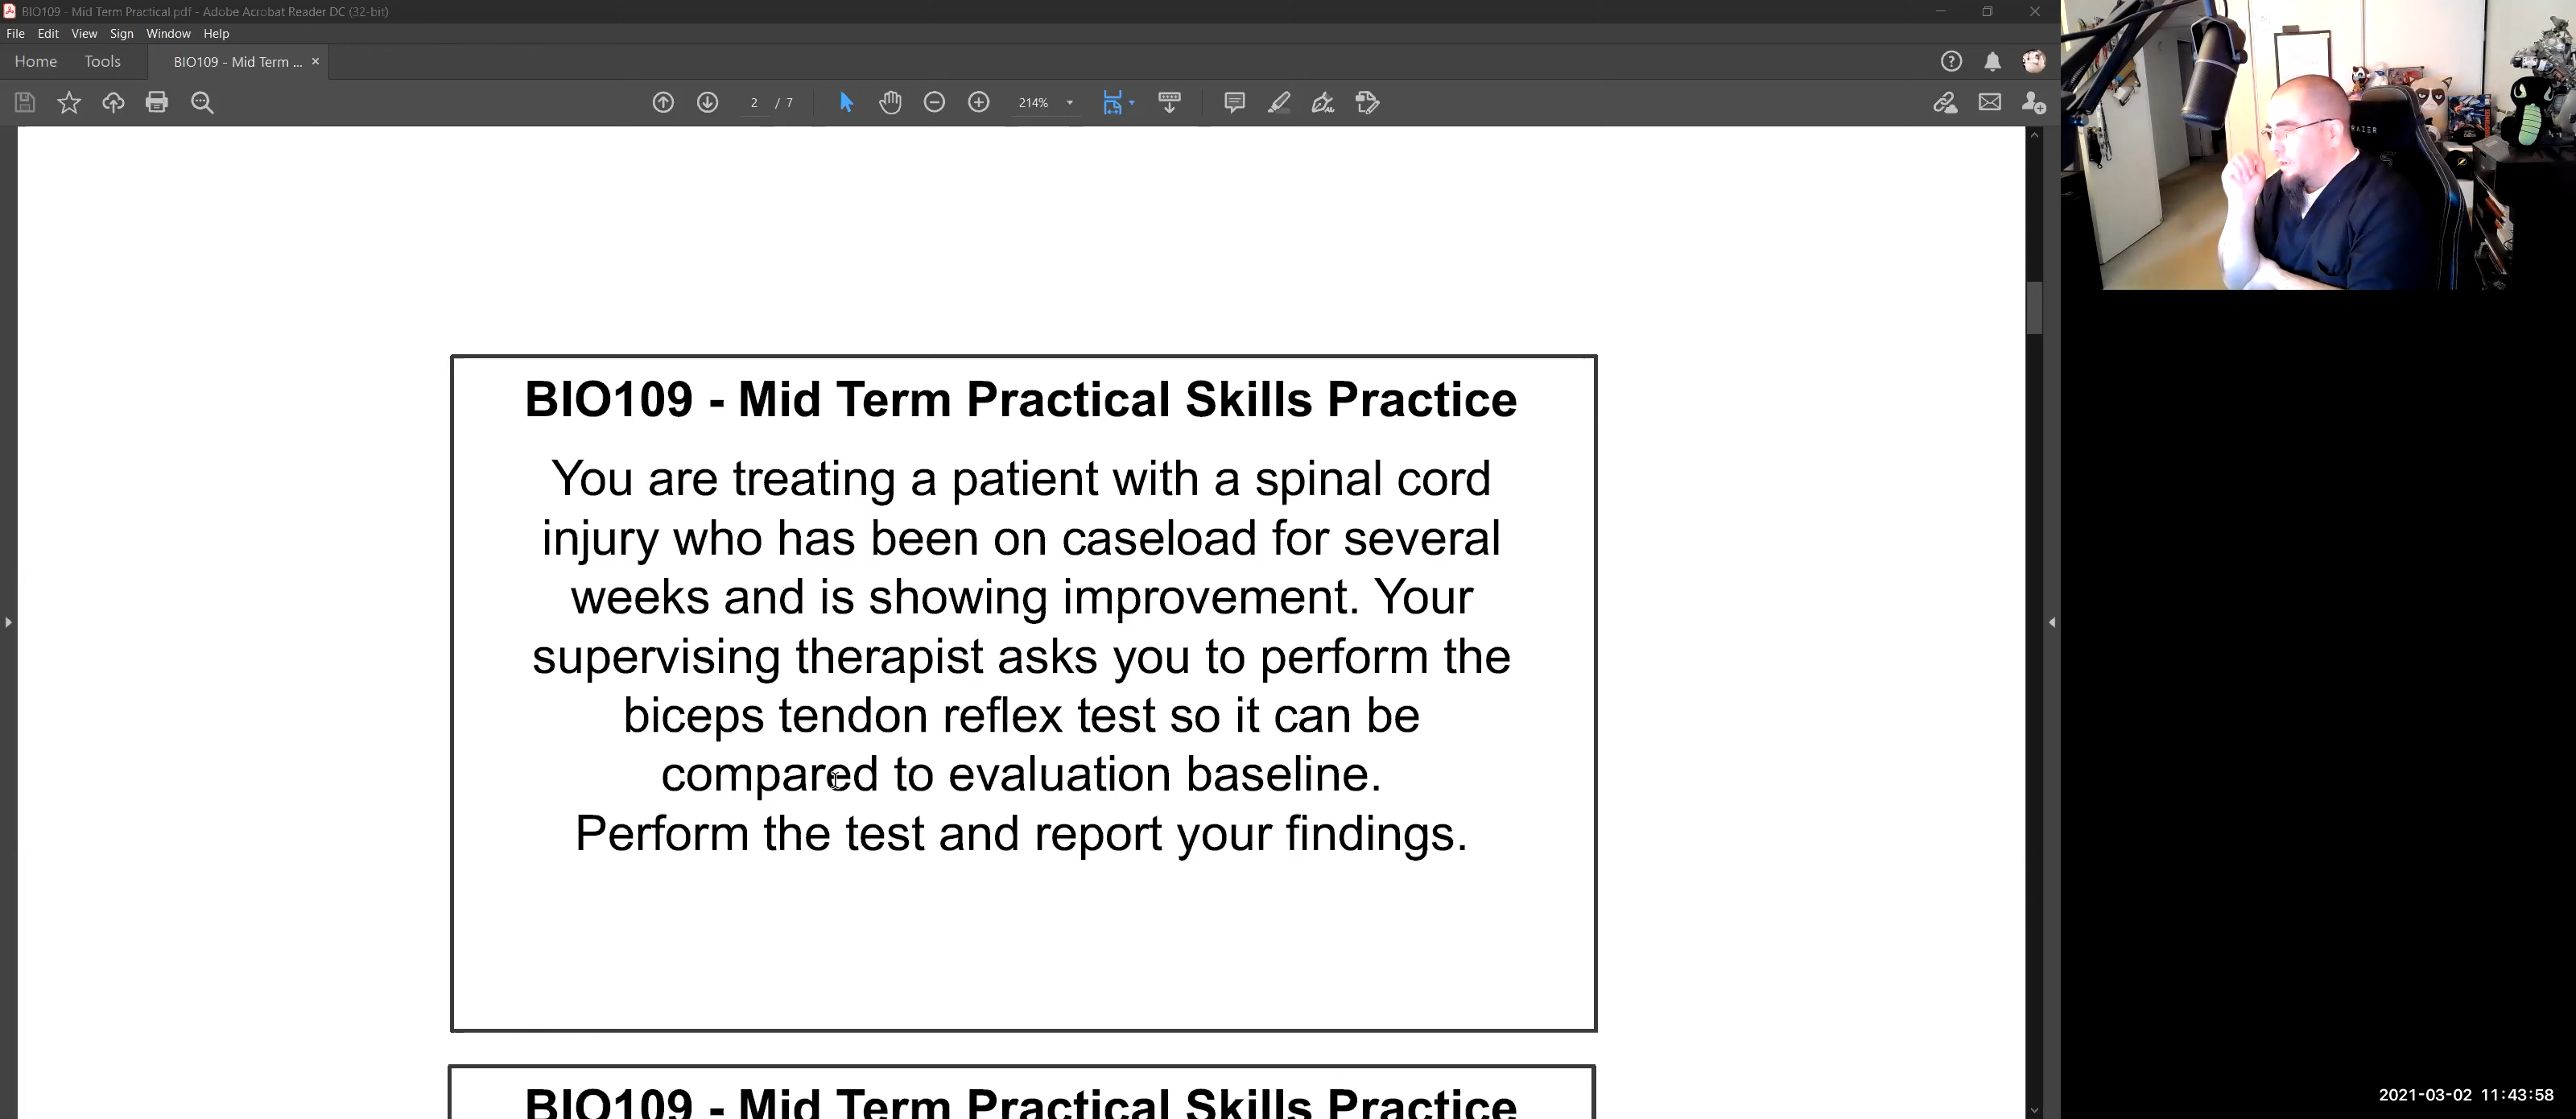 BIO109 - Mid Term Practical.pdf - Adobe Acrobat Reader DC (32-bit)
File Edit View Sign Window Help
Home Tools BIO109 - Mid Term ... ×
2 / 7 214%
BIO109 - Mid Term Practical Skills Practice
You are treating a patient with a spinal cord
injury who has been on caseload for several
weeks and is showing improvement. Your
supervising therapist asks you to perform the
biceps tendon reflex test so it can be
compared to evaluation baseline.
Perform the test and report your findings.
BIO109 - Mid Term Practical Skills Practice
RAZER
2021-03-02 11:43:58